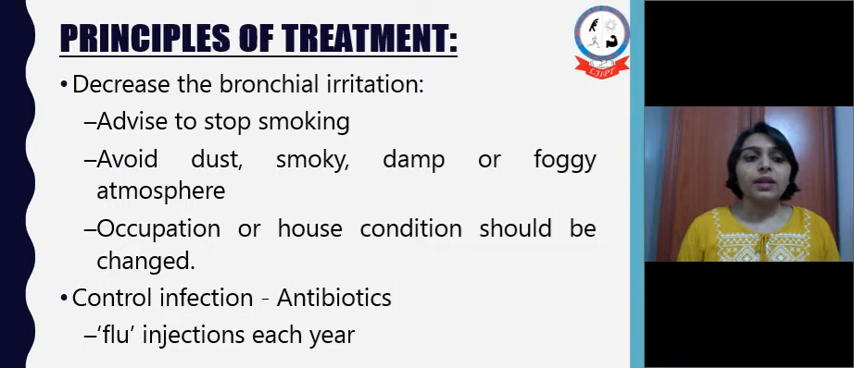 PRINCIPLES OF TREATMENT:
•Decrease the bronchial irritation:
–Advise to stop smoking
–Avoid dust, smoky, damp or foggy
atmosphere
–Occupation or house condition should be
changed.
•Control infection - Antibiotics
–‘flu’ injections each year